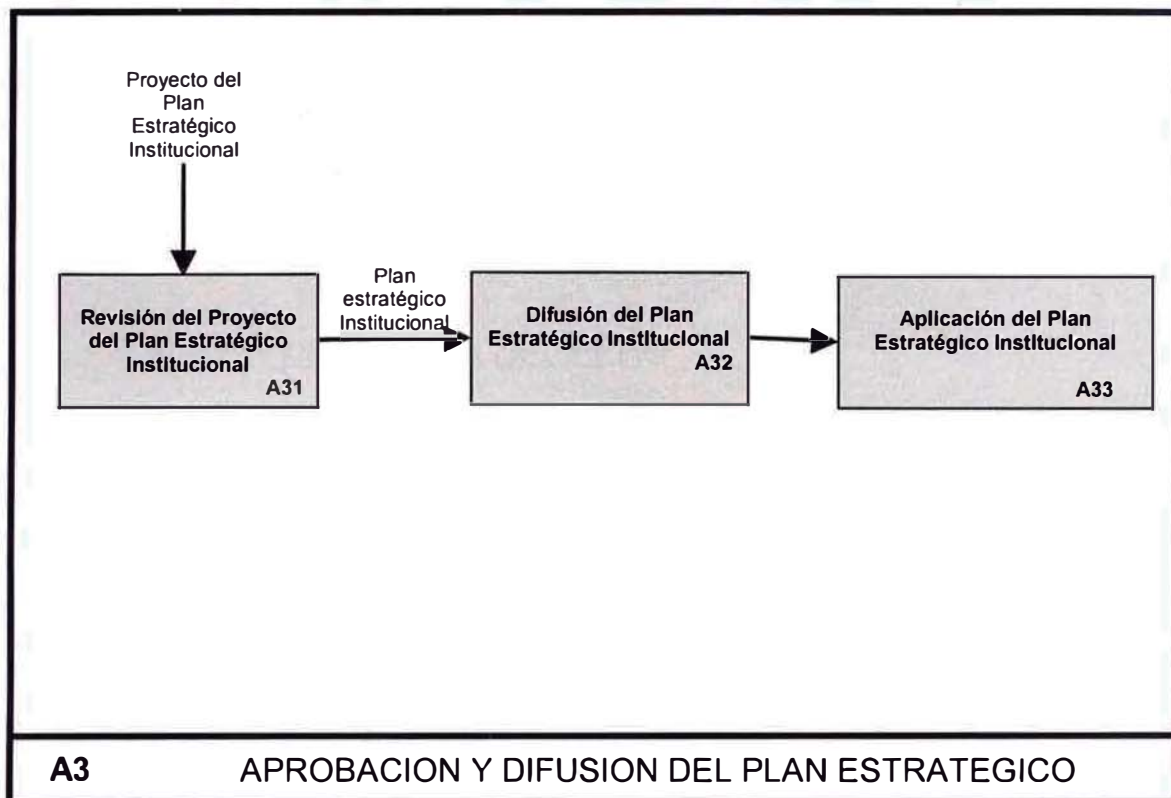 Proyecto del
Plan
Estratégico
Institucional
Revisión del Proyecto
del Plan Estratégico
Institucional
A31
Plan
estratégico
Institucional
Difusión del Plan
Estratégico Institucional
A32
Aplicación del Plan
Estratégico Institucional
A33
A3 APROBACION Y DIFUSION DEL PLAN ESTRATEGICO